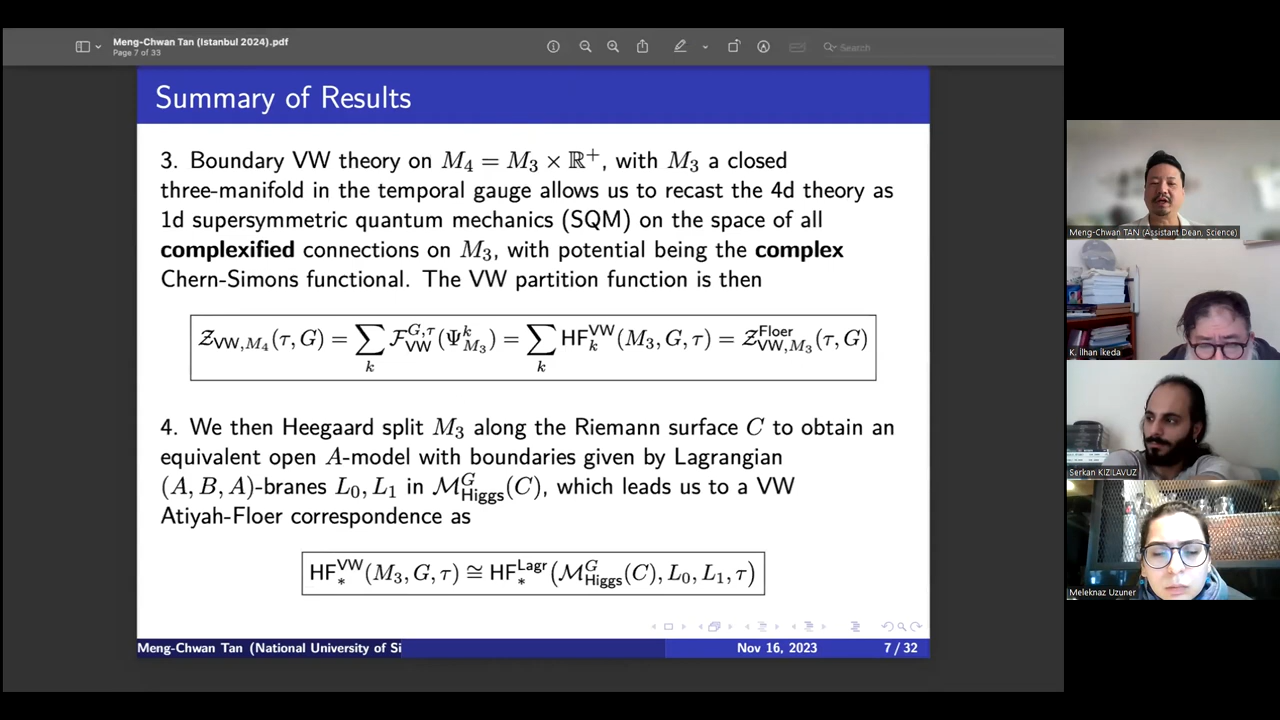 Meng-Chwan Tan (Istanbul 2024).pdf
Page 7 of 33
Search
Summary of Results
3. Boundary VW theory on M₄ = M₃ × ℝ⁺, with M₃ a closed
three-manifold in the temporal gauge allows us to recast the 4d theory as
1d supersymmetric quantum mechanics (SQM) on the space of all
complexified connections on M₃, with potential being the complex
Chern-Simons functional. The VW partition function is then
𝒵_{VW,M₄}(τ, G) = ∑_k ℱ_{VW}^{G,τ}(Ψ_{M₃}^k) = ∑_k HF_k^{VW}(M₃, G, τ) = 𝒵_{VW,M₃}^{Floer}(τ, G)
4. We then Heegaard split M₃ along the Riemann surface C to obtain an
equivalent open A-model with boundaries given by Lagrangian
(A, B, A)-branes L₀, L₁ in ℳ_{Higgs}^G(C), which leads us to a VW
Atiyah-Floer correspondence as
HF_*^{VW}(M₃, G, τ) ≅ HF_*^{Lagr}(ℳ_{Higgs}^G(C), L₀, L₁, τ)
Meng-Chwan Tan (National University of Si
Nov 16, 2023
7 / 32
Meng-Chwan TAN (Assistant Dean, Science)
K. İlhan İkeda
Serkan KIZILAVUZ
Meleknaz Uzuner